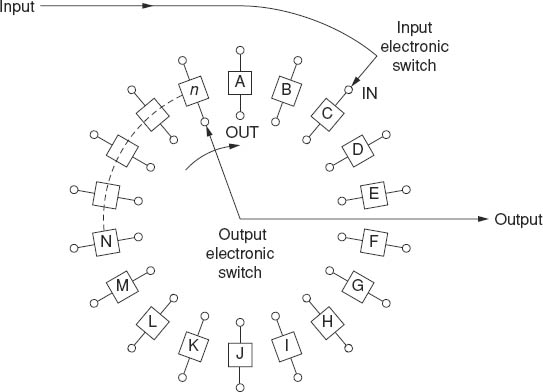 Input
Input
electronic
switch
IN
n
A
B
C
OUT
D
E
Output
F
Output
electronic
switch
N
M
G
L
H
K
J
I